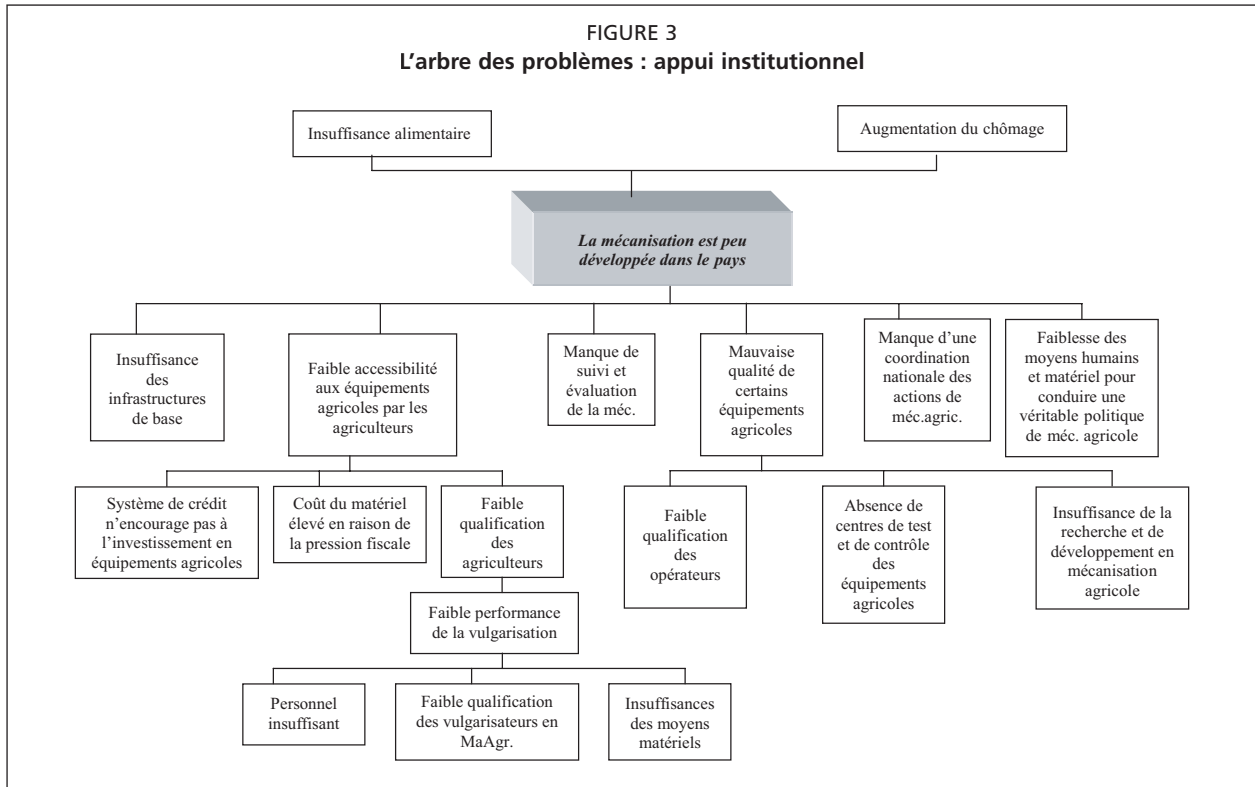 FIGURE 3
L'arbre des problèmes : appui institutionnel
Insuffisance alimentaire
Augmentation du chômage
La mécanisation est peu
développée dans le pays
Insuffisance
des
infrastructures
de base
Faible accessibilité
aux équipements
agricoles par les
agriculteurs
Manque de
suivi et
évaluation
de la méc.
Mauvaise
qualité de
certains
équipements
agricoles
Manque d'une
coordination
nationale des
actions de
méc.agric.
Faiblesse des
moyens humains
et matériel pour
conduire une
véritable politique
de méc. agricole
Système de crédit
n'encourage pas à
l'investissement en
équipements agricoles
Coût du matériel
élevé en raison de
la pression fiscale
Faible
qualification
des
agriculteurs
Faible
qualification
des
opérateurs
Absence de
centres de test
et de contrôle
des
équipements
agricoles
Insuffisance de la
recherche et de
développement en
mécanisation
agricole
Faible performance
de la vulgarisation
Personnel
insuffisant
Faible qualification
des vulgarisateurs en
MaAgr.
Insuffisances
des moyens
matériels